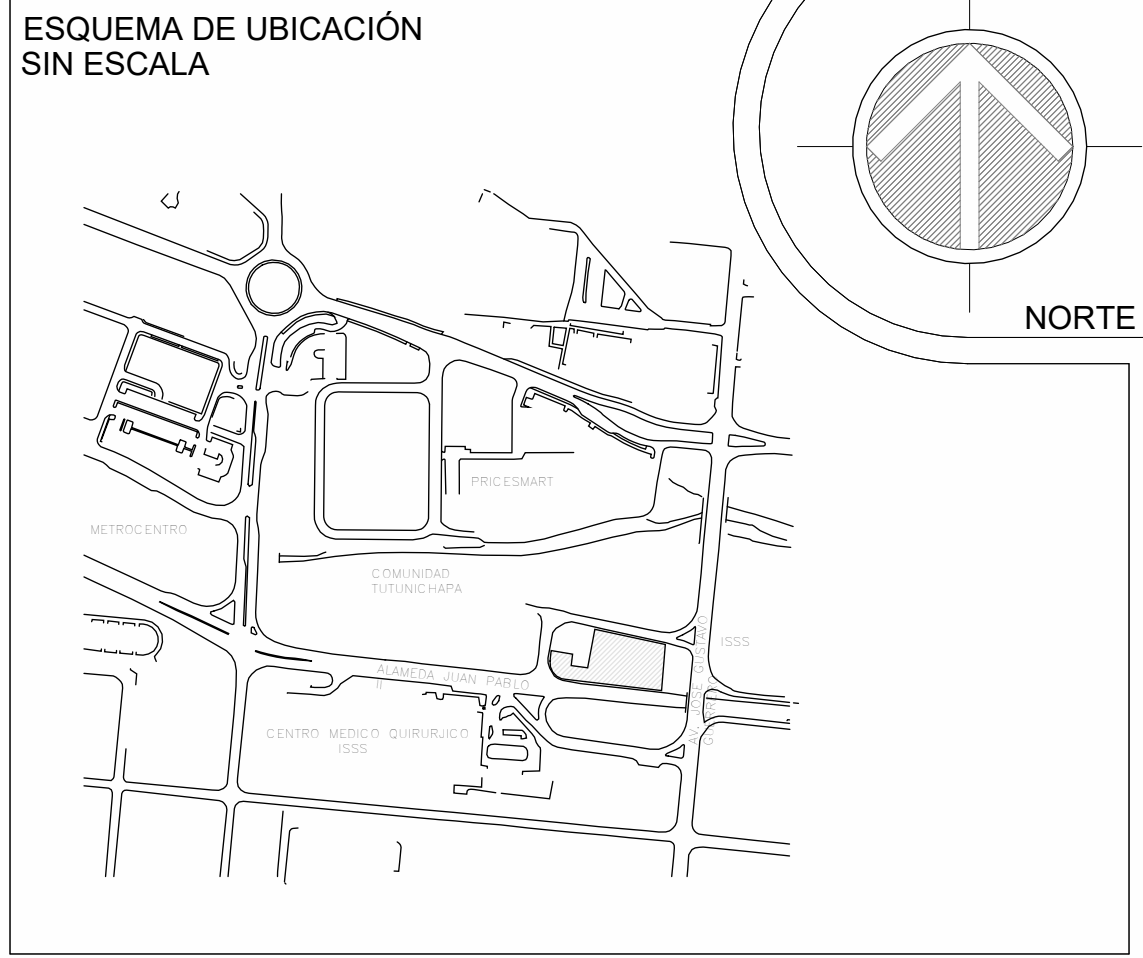 ESQUEMA DE UBICACIÓN
SIN ESCALA
NORTE
PRICESMART
METROCENTRO
COMUNIDAD
TUTUNICHAPA
ISSS
ALAMEDA JUAN PABLO
II
AV. JOSE GUSTAVO
GUERRERO
CENTRO MEDICO QUIRURJICO
ISSS